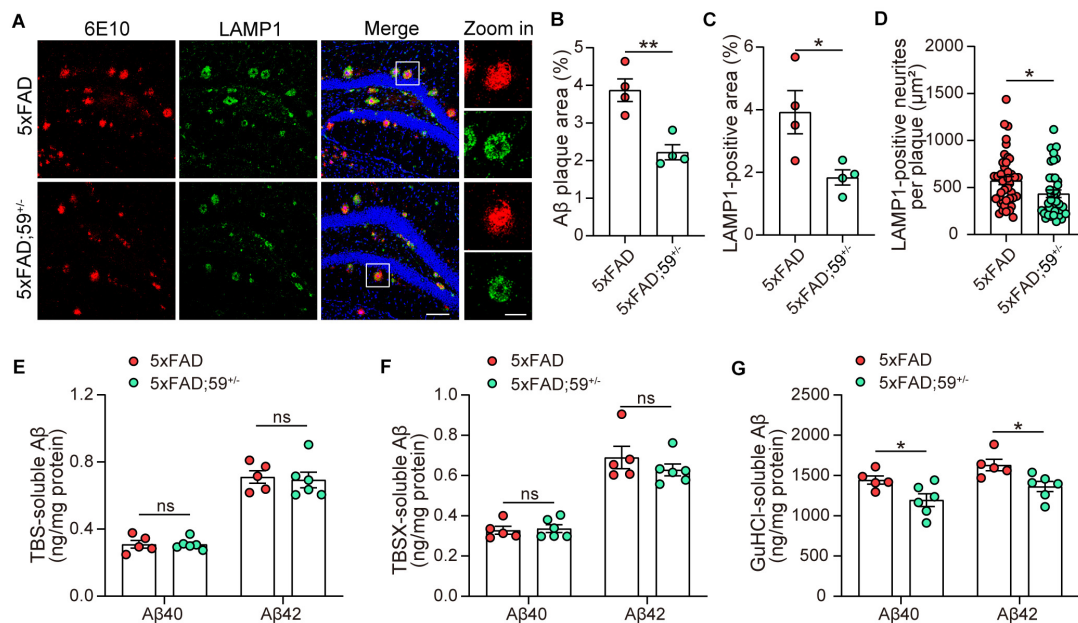 A
6E10
LAMP1
Merge
Zoom in
5xFAD
5xFAD;59+/-
B
Aβ plaque area (%)
6
4
2
0
**
5xFAD
5xFAD;59+/-
C
LAMP1-positive area (%)
6
4
2
0
*
5xFAD
5xFAD;59+/-
D
LAMP1-positive neurites
per plaque (µm²)
2000
1500
1000
500
0
*
5xFAD
5xFAD;59+/-
E
5xFAD
5xFAD;59+/-
TBS-soluble Aβ
(ng/mg protein)
1.2
0.8
0.4
0.0
ns
ns
Aβ40
Aβ42
F
5xFAD
5xFAD;59+/-
TBSX-soluble Aβ
(ng/mg protein)
1.0
0.8
0.6
0.4
0.2
0.0
ns
ns
Aβ40
Aβ42
G
5xFAD
5xFAD;59+/-
GuHCl-soluble Aβ
(ng/mg protein)
2500
2000
1500
1000
500
0
*
*
Aβ40
Aβ42